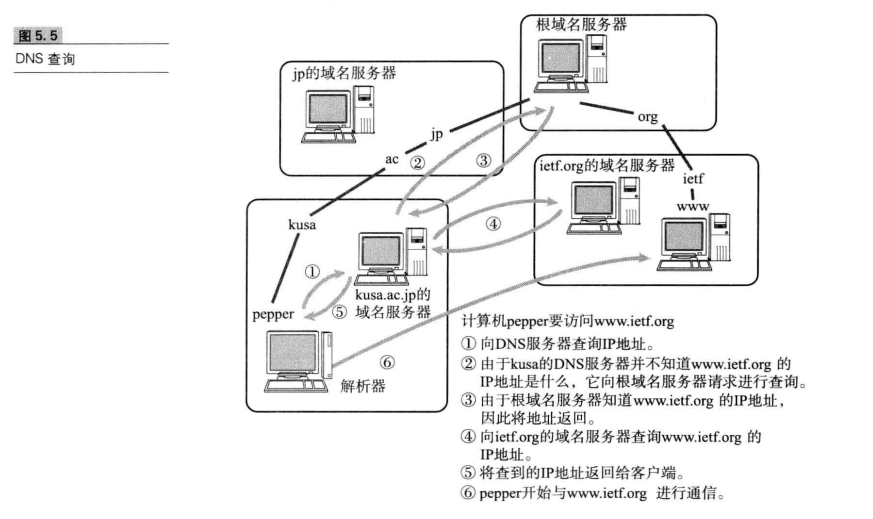 图5.5
DNS 查询
根域名服务器
jp的域名服务器
org
jp
ac
②
③
ietf.org的域名服务器
ietf
www
kusa
④
①
kusa.ac.jp的
域名服务器
pepper
⑤
⑥
解析器
计算机pepper要访问www.ietf.org
① 向DNS服务器查询IP地址。
② 由于kusa的DNS服务器并不知道www.ietf.org 的
IP地址是什么，它向根域名服务器请求进行查询。
③ 由于根域名服务器知道www.ietf.org 的IP地址，
因此将地址返回。
④ 向ietf.org的域名服务器查询www.ietf.org 的
IP地址。
⑤ 将查到的IP地址返回给客户端。
⑥ pepper开始与www.ietf.org 进行通信。